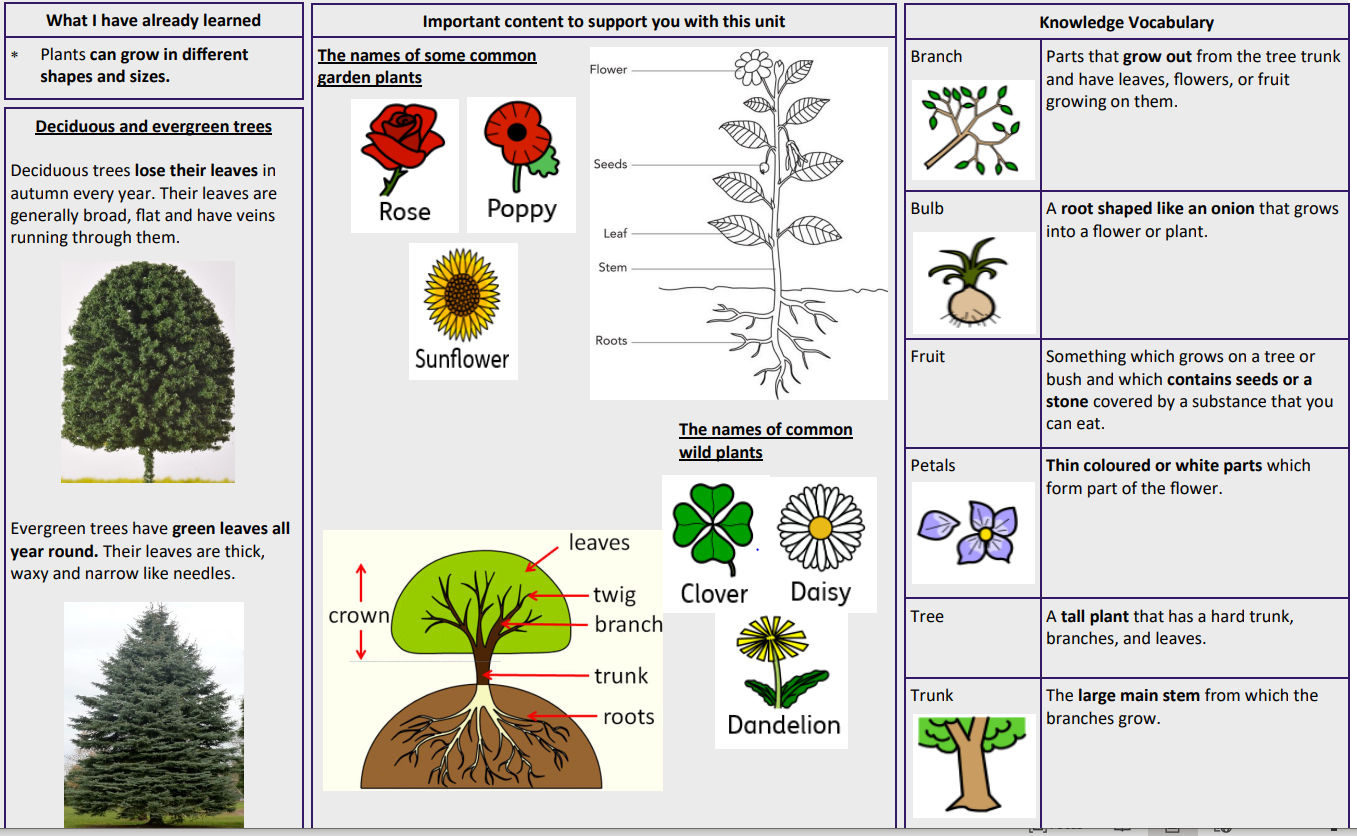 What I have already learned
* Plants can grow in different
shapes and sizes.
Deciduous and evergreen trees
Deciduous trees lose their leaves in
autumn every year. Their leaves are
generally broad, flat and have veins
running through them.
Evergreen trees have green leaves all
year round. Their leaves are thick,
waxy and narrow like needles.
Important content to support you with this unit
The names of some common
garden plants
Rose
Poppy
Sunflower
Flower
Seeds
Leaf
Stem
Roots
The names of common
wild plants
Clover
Daisy
Dandelion
leaves
twig
crown
branch
trunk
roots
Knowledge Vocabulary
Branch
Parts that grow out from the tree trunk
and have leaves, flowers, or fruit
growing on them.
Bulb
A root shaped like an onion that grows
into a flower or plant.
Fruit
Something which grows on a tree or
bush and which contains seeds or a
stone covered by a substance that you
can eat.
Petals
Thin coloured or white parts which
form part of the flower.
Tree
A tall plant that has a hard trunk,
branches, and leaves.
Trunk
The large main stem from which the
branches grow.